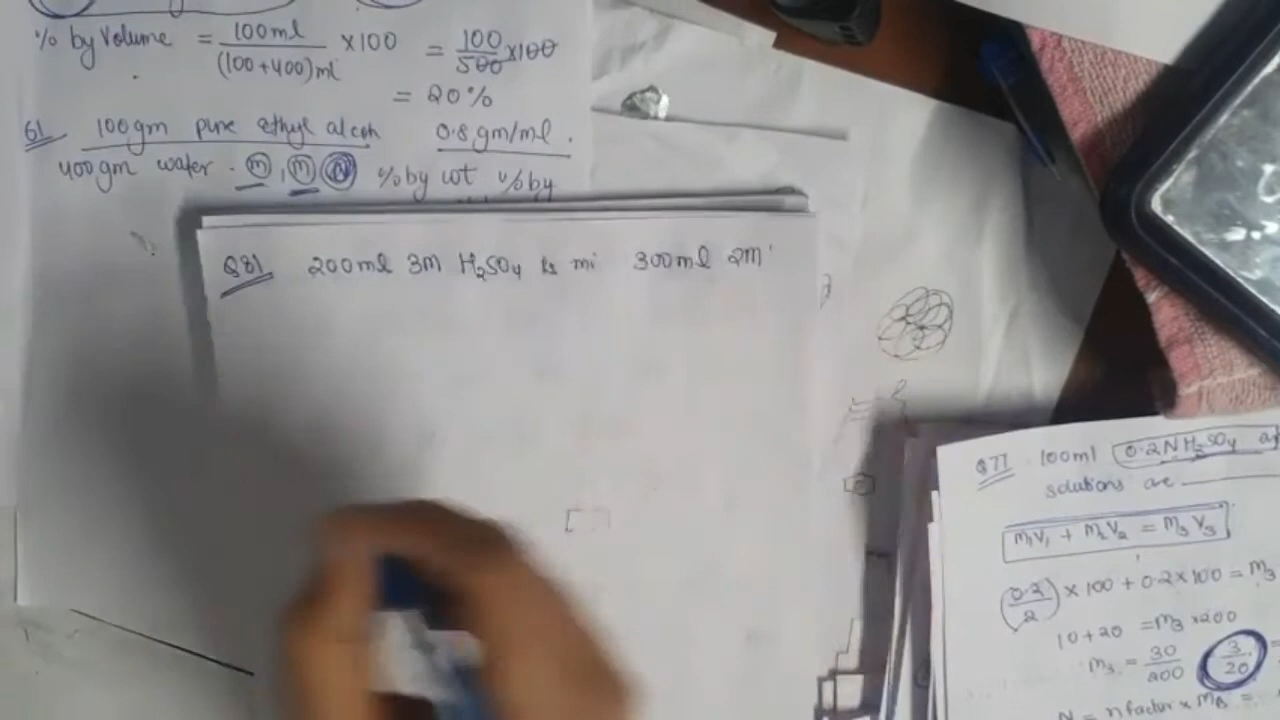 % by Volume = 100ml / (100+400)ml ×100 = 100/500 ×100
= 20%
61 100gm pure ethyl alcoh 0.8 gm/ml.
400gm water. m, m N % by wt % by
Q81 200ml 3M H₂SO₄ is mi 300ml 2M
Q77 100ml 0.2N H₂SO₄
solutions are
M₁V₁ + M₂V₂ = M₃V₃
(0.2/2) × 100 + 0.2×100 = M₃
10+20 = M₃ ×200
M₃ = 30/200 3/20 =
N = n factor ×